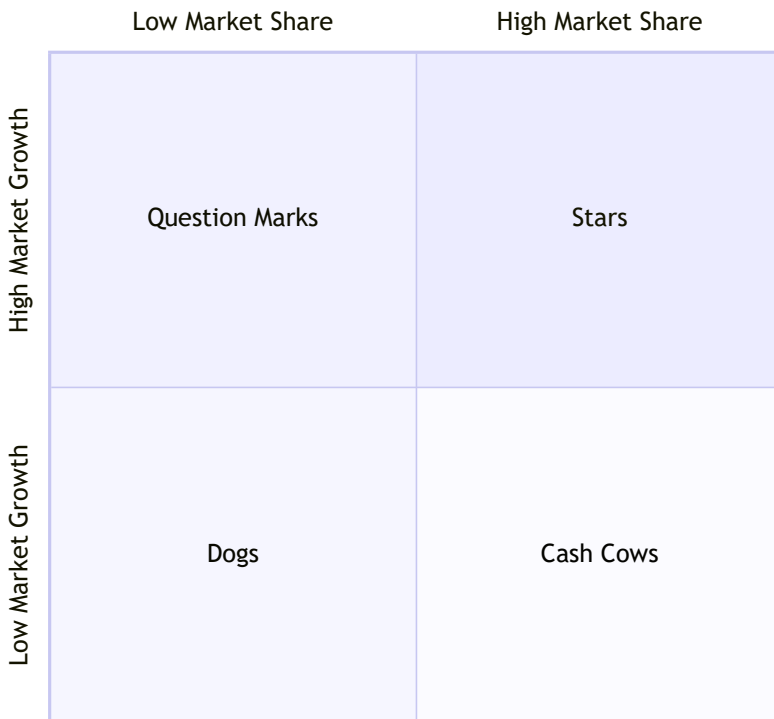 Low Market Share
High Market Share
High Market Growth
Question Marks
Stars
Low Market Growth
Dogs
Cash Cows